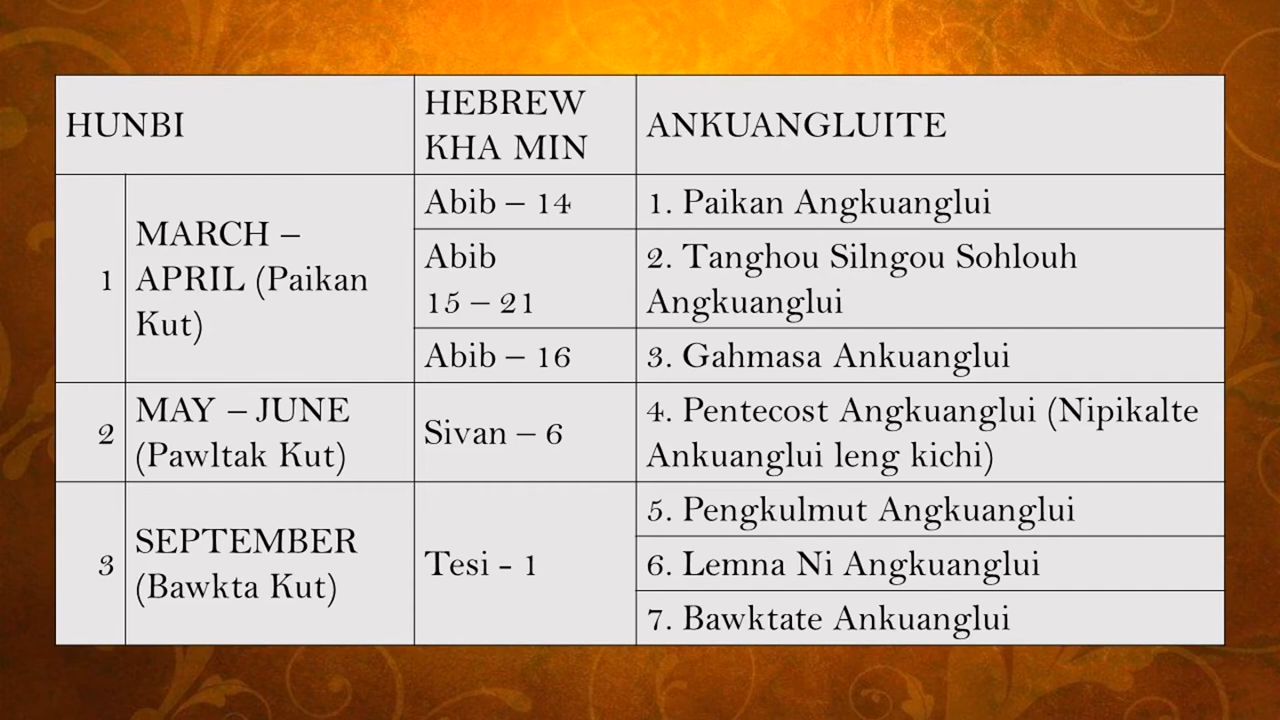 HUNBI
HEBREW
KHA MIN
ANKUANGLUITE
1
MARCH –
APRIL (Paikan
Kut)
Abib – 14
1. Paikan Angkuanglui
Abib
15 – 21
2. Tanghou Silngou Sohlouh
Angkuanglui
Abib – 16
3. Gahmasa Ankuanglui
2
MAY – JUNE
(Pawltak Kut)
Sivan – 6
4. Pentecost Angkuanglui (Nipikalte
Ankuanglui leng kichi)
3
SEPTEMBER
(Bawkta Kut)
Tesi - 1
5. Pengkulmut Angkuanglui
6. Lemna Ni Angkuanglui
7. Bawktate Ankuanglui